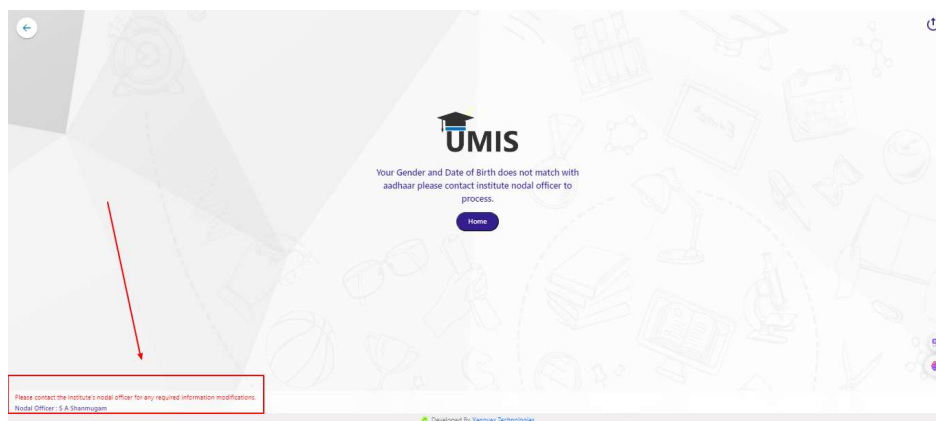 UMIS
Your Gender and Date of Birth does not match with
aadhaar please contact institute nodal officer to
process.
Home
Please contact the Institute's nodal officer for any required information modifications.
Nodal Officer : S A Shanmugam
Developed By Xenovex Technologies